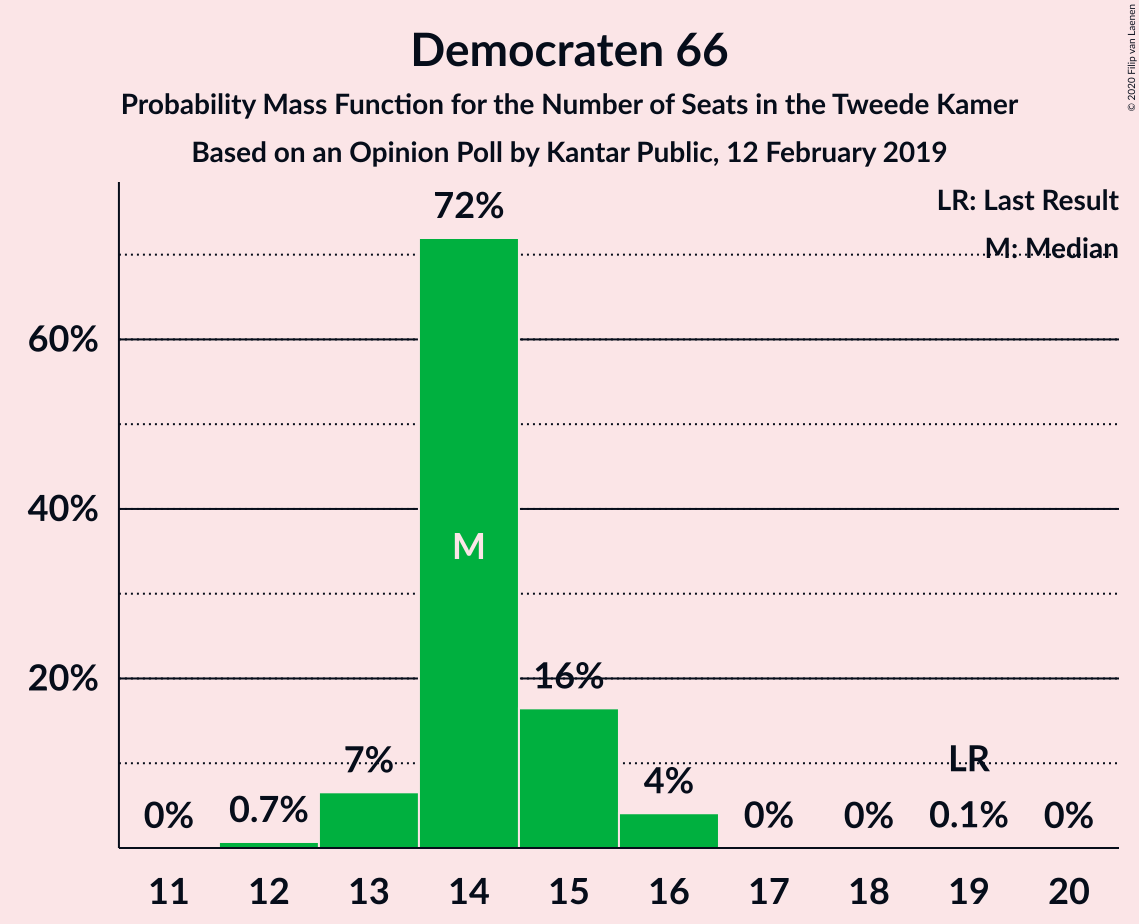 Democraten 66
Probability Mass Function for the Number of Seats in the Tweede Kamer
Based on an Opinion Poll by Kantar Public, 12 February 2019
© 2020 Filip van Laenen
LR: Last Result
M: Median
72%
60%
40%
M
20%
16%
7%
LR
4%
0%
0.7%
0%
0%
0.1%
0%
11 12 13 14 15 16 17 18 19 20